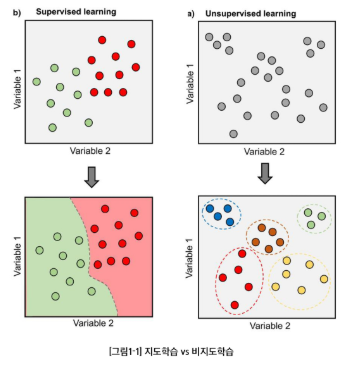 b) Supervised learning
Variable 1
Variable 2
a) Unsupervised learning
Variable 1
Variable 2
Variable 1
Variable 2
Variable 1
Variable 2
[그림1-1] 지도학습 vs 비지도학습